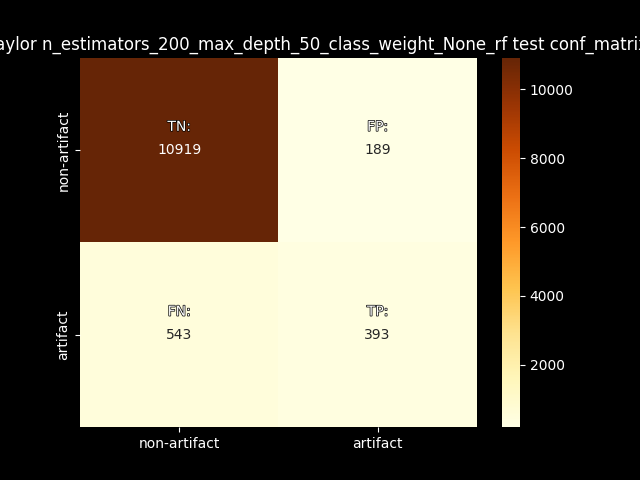 aylor n_estimators_200_max_depth_50_class_weight_None_rf test conf_matri
non-artifact
TN:
10919
FP:
189
artifact
FN:
543
TP:
393
non-artifact
artifact
10000
8000
6000
4000
2000